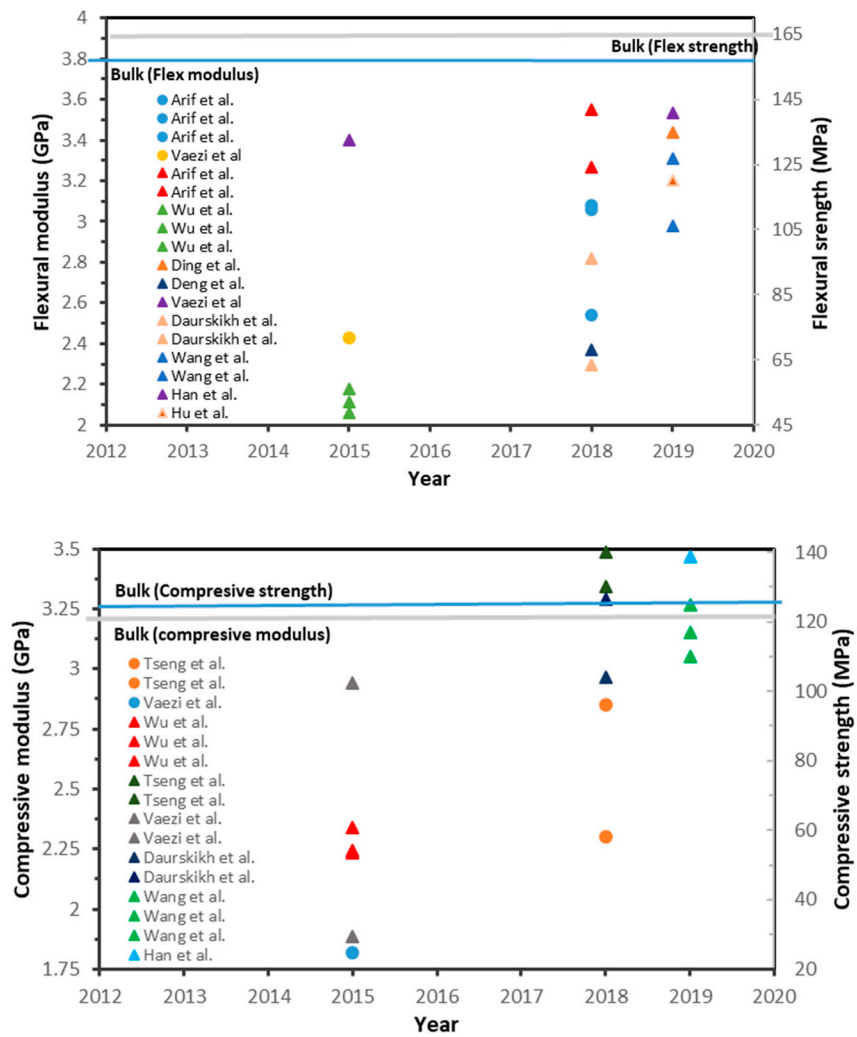 4
3.8
3.6
3.4
3.2
3
2.8
2.6
2.4
2.2
2
Flexural modulus (GPa)
165
145
125
105
85
65
45
Flexural srength (MPa)
Bulk (Flex strength)
Bulk (Flex modulus)
Arif et al.
Arif et al.
Arif et al.
Vaezi et al
Arif et al.
Arif et al.
Wu et al.
Wu et al.
Wu et al.
Ding et al.
Deng et al.
Vaezi et al
Daurskikh et al.
Daurskikh et al.
Wang et al.
Wang et al.
Han et al.
Hu et al.
2012 2013 2014 2015 2016 2017 2018 2019 2020
Year
3.5
3.25
3
2.75
2.5
2.25
2
1.75
Compressive modulus (GPa)
140
120
100
80
60
40
20
Compressive strength (MPa)
Bulk (Compresive strength)
Bulk (compresive modulus)
Tseng et al.
Tseng et al.
Vaezi et al.
Wu et al.
Wu et al.
Wu et al.
Tseng et al.
Tseng et al.
Vaezi et al.
Vaezi et al.
Daurskikh et al.
Daurskikh et al.
Wang et al.
Wang et al.
Wang et al.
Han et al.
2012 2013 2014 2015 2016 2017 2018 2019 2020
Year